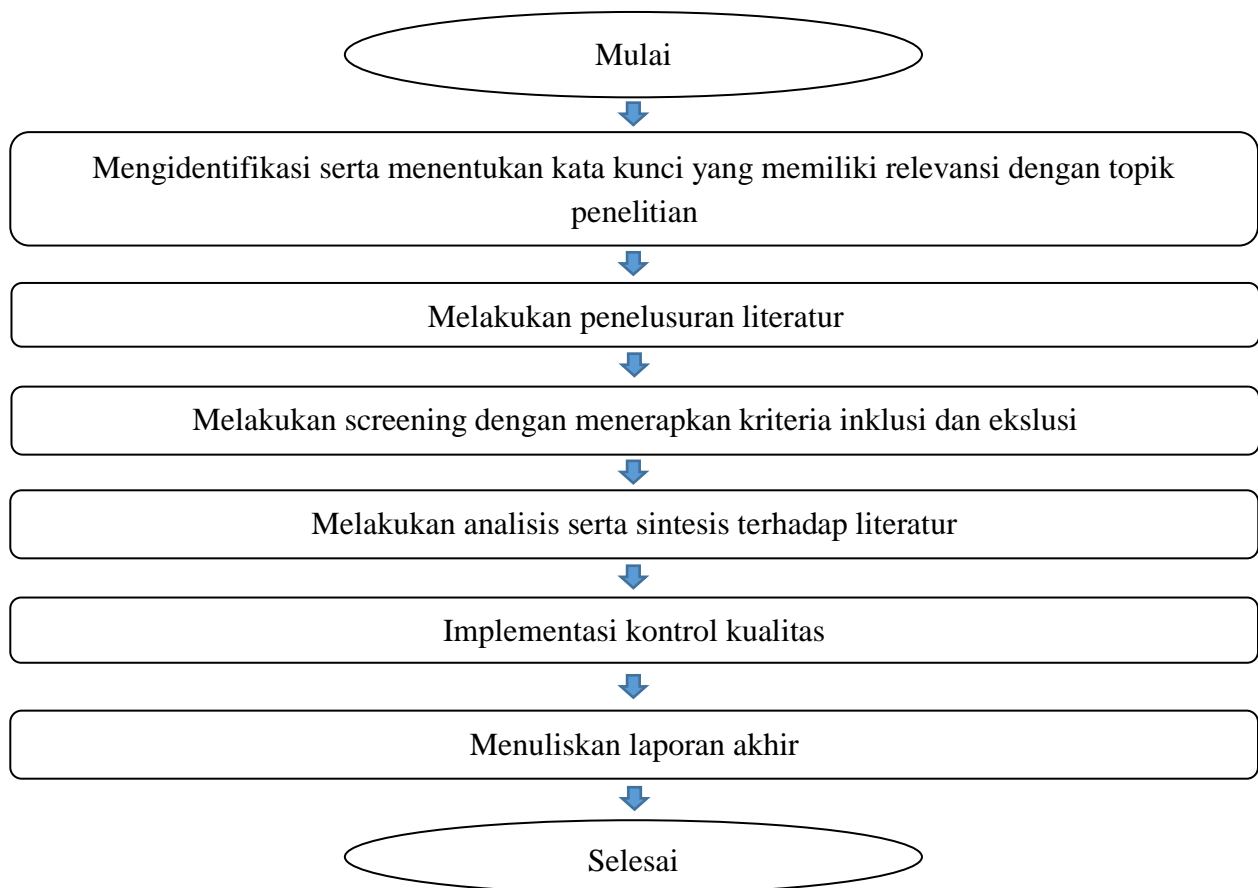 Mulai
Mengidentifikasi serta menentukan kata kunci yang memiliki relevansi dengan topik
penelitian
Melakukan penelusuran literatur
Melakukan screening dengan menerapkan kriteria inklusi dan ekslusi
Melakukan analisis serta sintesis terhadap literatur
Implementasi kontrol kualitas
Menuliskan laporan akhir
Selesai